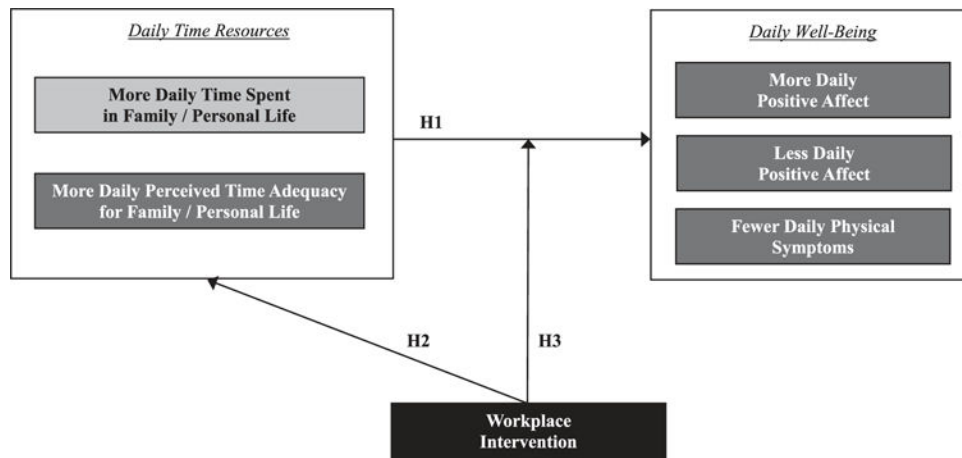 Daily Time Resources
More Daily Time Spent
in Family / Personal Life
More Daily Perceived Time Adequacy
for Family / Personal Life
H1
Daily Well-Being
More Daily
Positive Affect
Less Daily
Positive Affect
Fewer Daily Physical
Symptoms
H2
H3
Workplace
Intervention